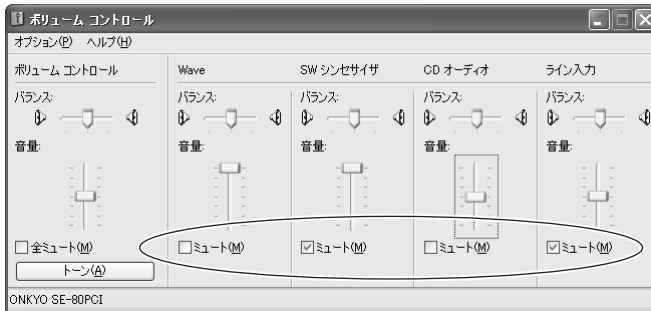 ボリューム コントロール
オプション(P) ヘルプ(H)
ボリューム コントロール Wave SW シンセサイザ CD オーディオ ライン入力
バランス: バランス: バランス: バランス: バランス:
音量: 音量: 音量: 音量: 音量:
全ミュート(M) ミュート(M) ミュート(M) ミュート(M) ミュート(M)
トーン(A)
ONKYO SE-80PCI